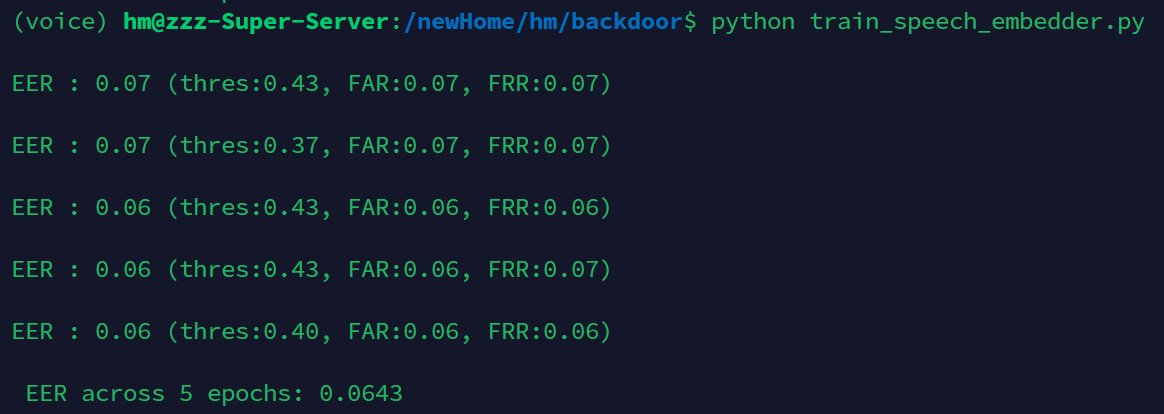 (voice) hm@zzz-Super-Server:/newHome/hm/backdoor$ python train_speech_embedder.py
EER : 0.07 (thres:0.43, FAR:0.07, FRR:0.07)
EER : 0.07 (thres:0.37, FAR:0.07, FRR:0.07)
EER : 0.06 (thres:0.43, FAR:0.06, FRR:0.06)
EER : 0.06 (thres:0.43, FAR:0.06, FRR:0.07)
EER : 0.06 (thres:0.40, FAR:0.06, FRR:0.06)
EER across 5 epochs: 0.0643